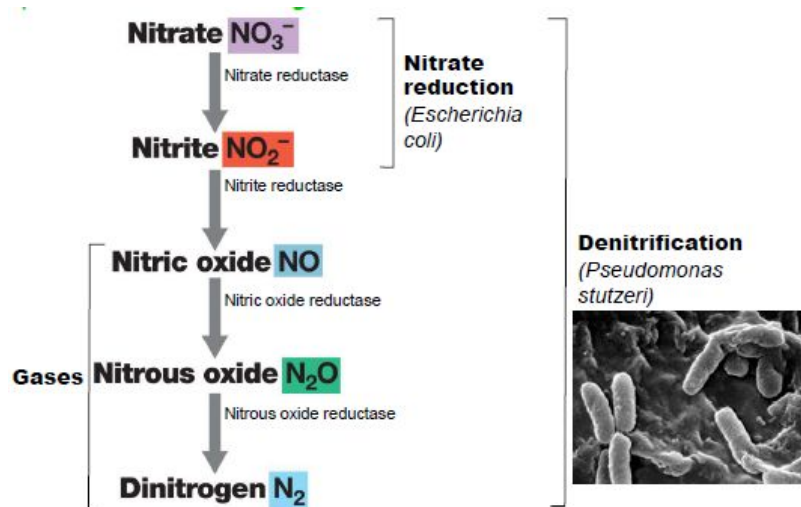 Nitrate NO₃⁻
Nitrate reductase
Nitrate
reduction
(Escherichia
coli)
Nitrite NO₂⁻
Nitrite reductase
Denitrification
(Pseudomonas
stutzeri)
Nitric oxide NO
Nitric oxide reductase
Gases
Nitrous oxide N₂O
Nitrous oxide reductase
Dinitrogen N₂